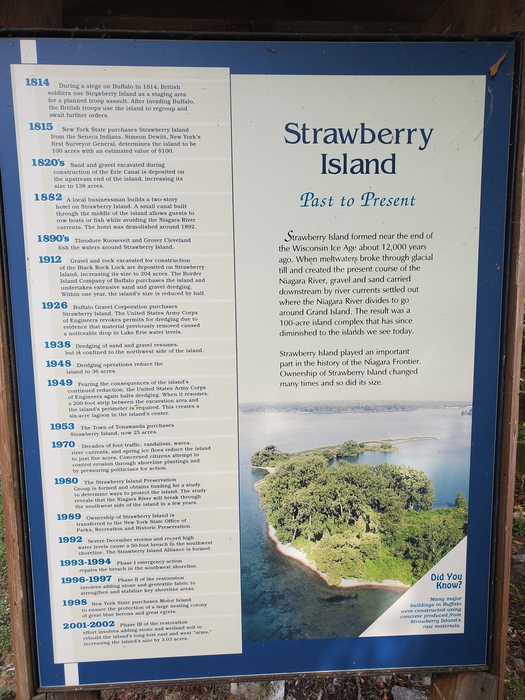 1814 During a siege on Buffalo in 1814, British
soldiers use Strawberry Island as a staging area
for a planned troop assault. After invading Buffalo,
the British troops use the island to regroup and
await further orders.
1815 New York State purchases Strawberry Island
from the Seneca Indians. Simeon Dewitt, New York's
first Surveyor General, determines the island to be
100 acres with an estimated value of $100.
1820's Sand and gravel excavated during
construction of the Erie Canal is deposited on
the upstream end of the island, increasing its
size to 138 acres.
1882 A local businessman builds a two-story
hotel on Strawberry Island. A small canal built
through the middle of the island allows guests to
row boats or fish while avoiding the Niagara River
currents. The hotel was demolished around 1892.
1890's Theodore Roosevelt and Grover Cleveland
fish the waters around Strawberry Island.
1912 Gravel and rock excavated for construction
of the Black Rock Lock are deposited on Strawberry
Island, increasing its size to 204 acres. The Border
Island Company of Buffalo purchases the island and
undertakes extensive sand and gravel dredging.
Within one year, the island's size is reduced by half.
1926 Buffalo Gravel Corporation purchases
Strawberry Island. The United States Army Corps
of Engineers revokes permits for dredging due to
evidence that material previously removed caused
a noticeable drop in Lake Erie water levels.
1938 Dredging of sand and gravel resumes,
but is confined to the northwest side of the island.
1948 Dredging operations reduce the
island to 36 acres.
1949 Fearing the consequences of the island's
continued reduction, the United States Army Corps
of Engineers again halts dredging. When it resumes,
a 200-foot strip between the excavation area and
the island's perimeter is required. This creates a
six-acre lagoon in the island's center.
1953 The Town of Tonawanda purchases
Strawberry Island, now 25 acres.
1970 Decades of foot traffic, vandalism, waves,
river currents, and spring ice flows reduce the island
to just five acres. Concerned citizens attempt to
control erosion through shoreline plantings and
by pressuring politicians for action.
1980 The Strawberry Island Preservation
Group is formed and obtains funding for a study
to determine ways to protect the island. The study
reveals that the Niagara River will break through
the southwest side of the island in a few years.
1989 Ownership of Strawberry Island is
transferred to the New York State Office of
Parks, Recreation and Historic Preservation.
1992 Severe December storms and record high
water levels cause a 50-foot breach in the southwest
shoreline. The Strawberry Island Alliance is formed.
1993-1994 Phase I emergency action
repairs the breach in the southwest shoreline.
1996-1997 Phase II of the restoration
involves adding stone and geotextile fabric to
strengthen and stabilize key shoreline areas.
1998 New York State purchases Motor Island
to ensure the protection of a large nesting colony
of great blue herons and great egrets.
2001-2002 Phase III of the restoration
effort involves adding stone and wetland soil to
rebuild the island's long-lost east and west "arms,"
increasing the island's size by 3.03 acres.
Strawberry
Island
Past to Present
Strawberry Island formed near the end of
the Wisconsin Ice Age about 12,000 years
ago. When meltwaters broke through glacial
till and created the present course of the
Niagara River, gravel and sand carried
downstream by river currents settled out
where the Niagara River divides to go
around Grand Island. The result was a
100-acre island complex that has since
diminished to the islands we see today.
Strawberry Island played an important
part in the history of the Niagara Frontier.
Ownership of Strawberry Island changed
many times and so did its size.
Did You
Know?
Many major
buildings in Buffalo
were constructed using
concrete produced from
Strawberry Island's
raw materials.